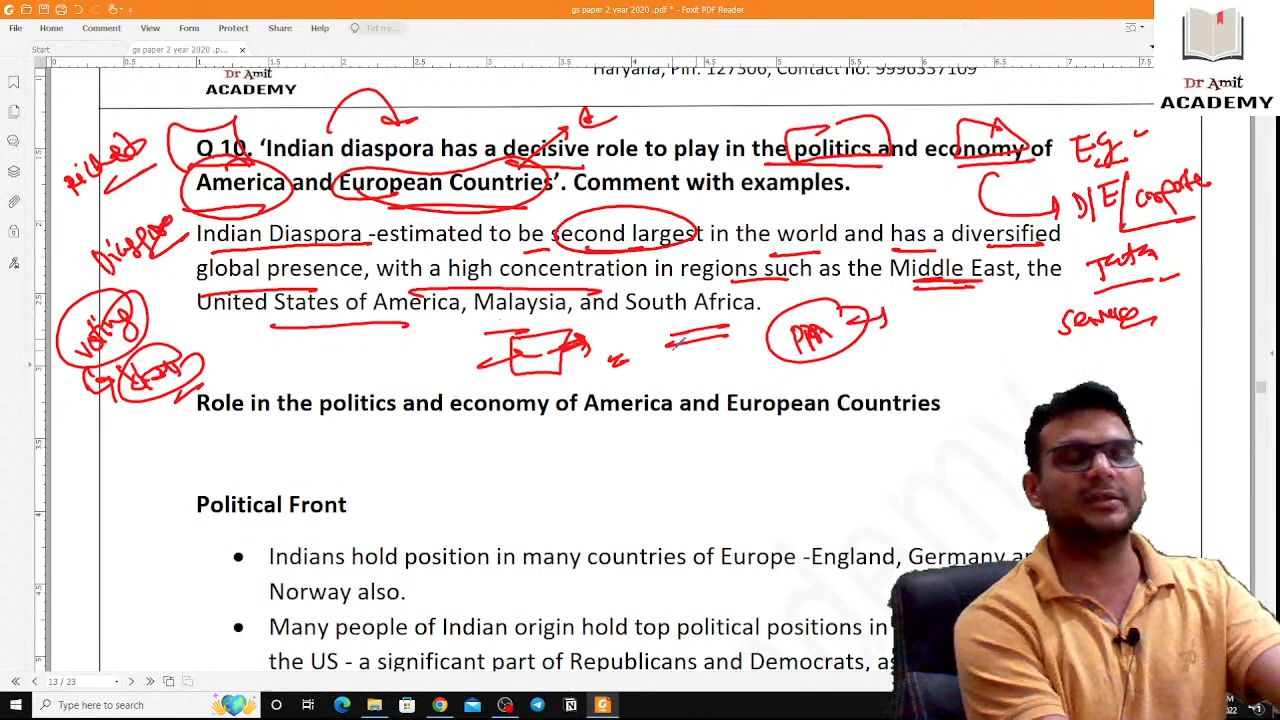 gs paper 2 year 2020 .pdf * - Foxit PDF Reader
File Home Comment View Form Protect Share Help Tell me...
Start gs paper 2 year 2020 .p...
Dr Amit
ACADEMY
Haryana, Pin: 127306, Contact no: 9996337109
Dr Amit
ACADEMY
Q 10. ‘Indian diaspora has a decisive role to play in the politics and economy of
America and European Countries’. Comment with examples.
Indian Diaspora -estimated to be second largest in the world and has a diversified
global presence, with a high concentration in regions such as the Middle East, the
United States of America, Malaysia, and South Africa.
Eg
D/E/
Diaspora
Voting
Service
Role in the politics and economy of America and European Countries
Political Front
● Indians hold position in many countries of Europe -England, Germany
Norway also.
● Many people of Indian origin hold top political positions in
the US - a significant part of Republicans and Democrats,
13 / 23
Type here to search